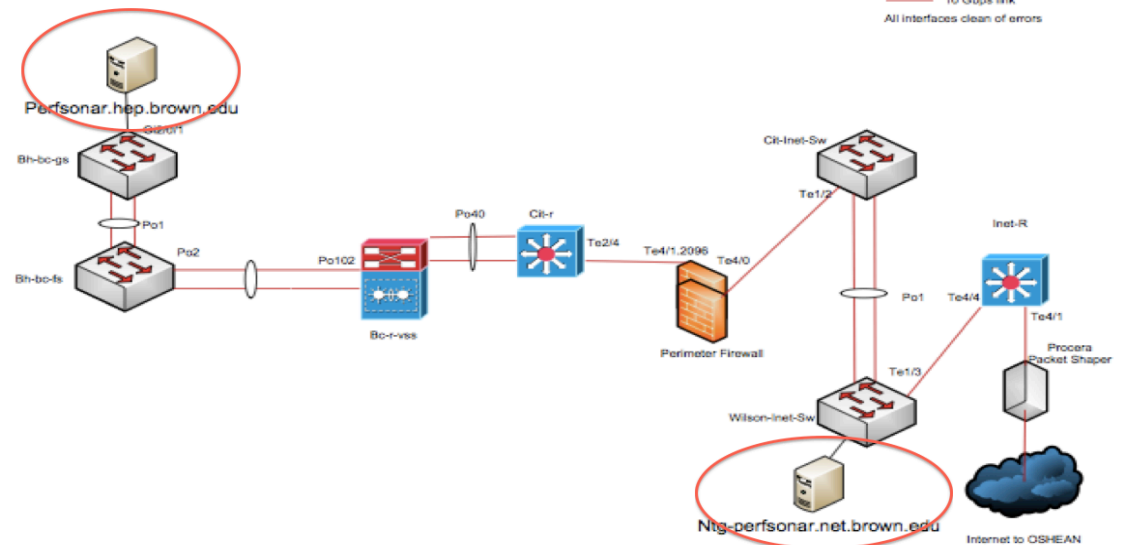 10 Gbps link
All interfaces clean of errors
Perfsonar.hep.brown.edu
Gi2/0/1
Bh-bc-gs
Po1
Bh-bc-fs
Po2
Po102
Bc-r-vss
Po40
Cit-r
Te2/4
Te4/1.2096
Te4/0
Perimeter Firewall
Cit-Inet-Sw
Te1/2
Po1
Inet-R
Te4/4
Te4/1
Procera
Packet Shaper
Te1/3
Wilson-Inet-Sw
Ntg-perfsonar.net.brown.edu
Internet to OSHEAN